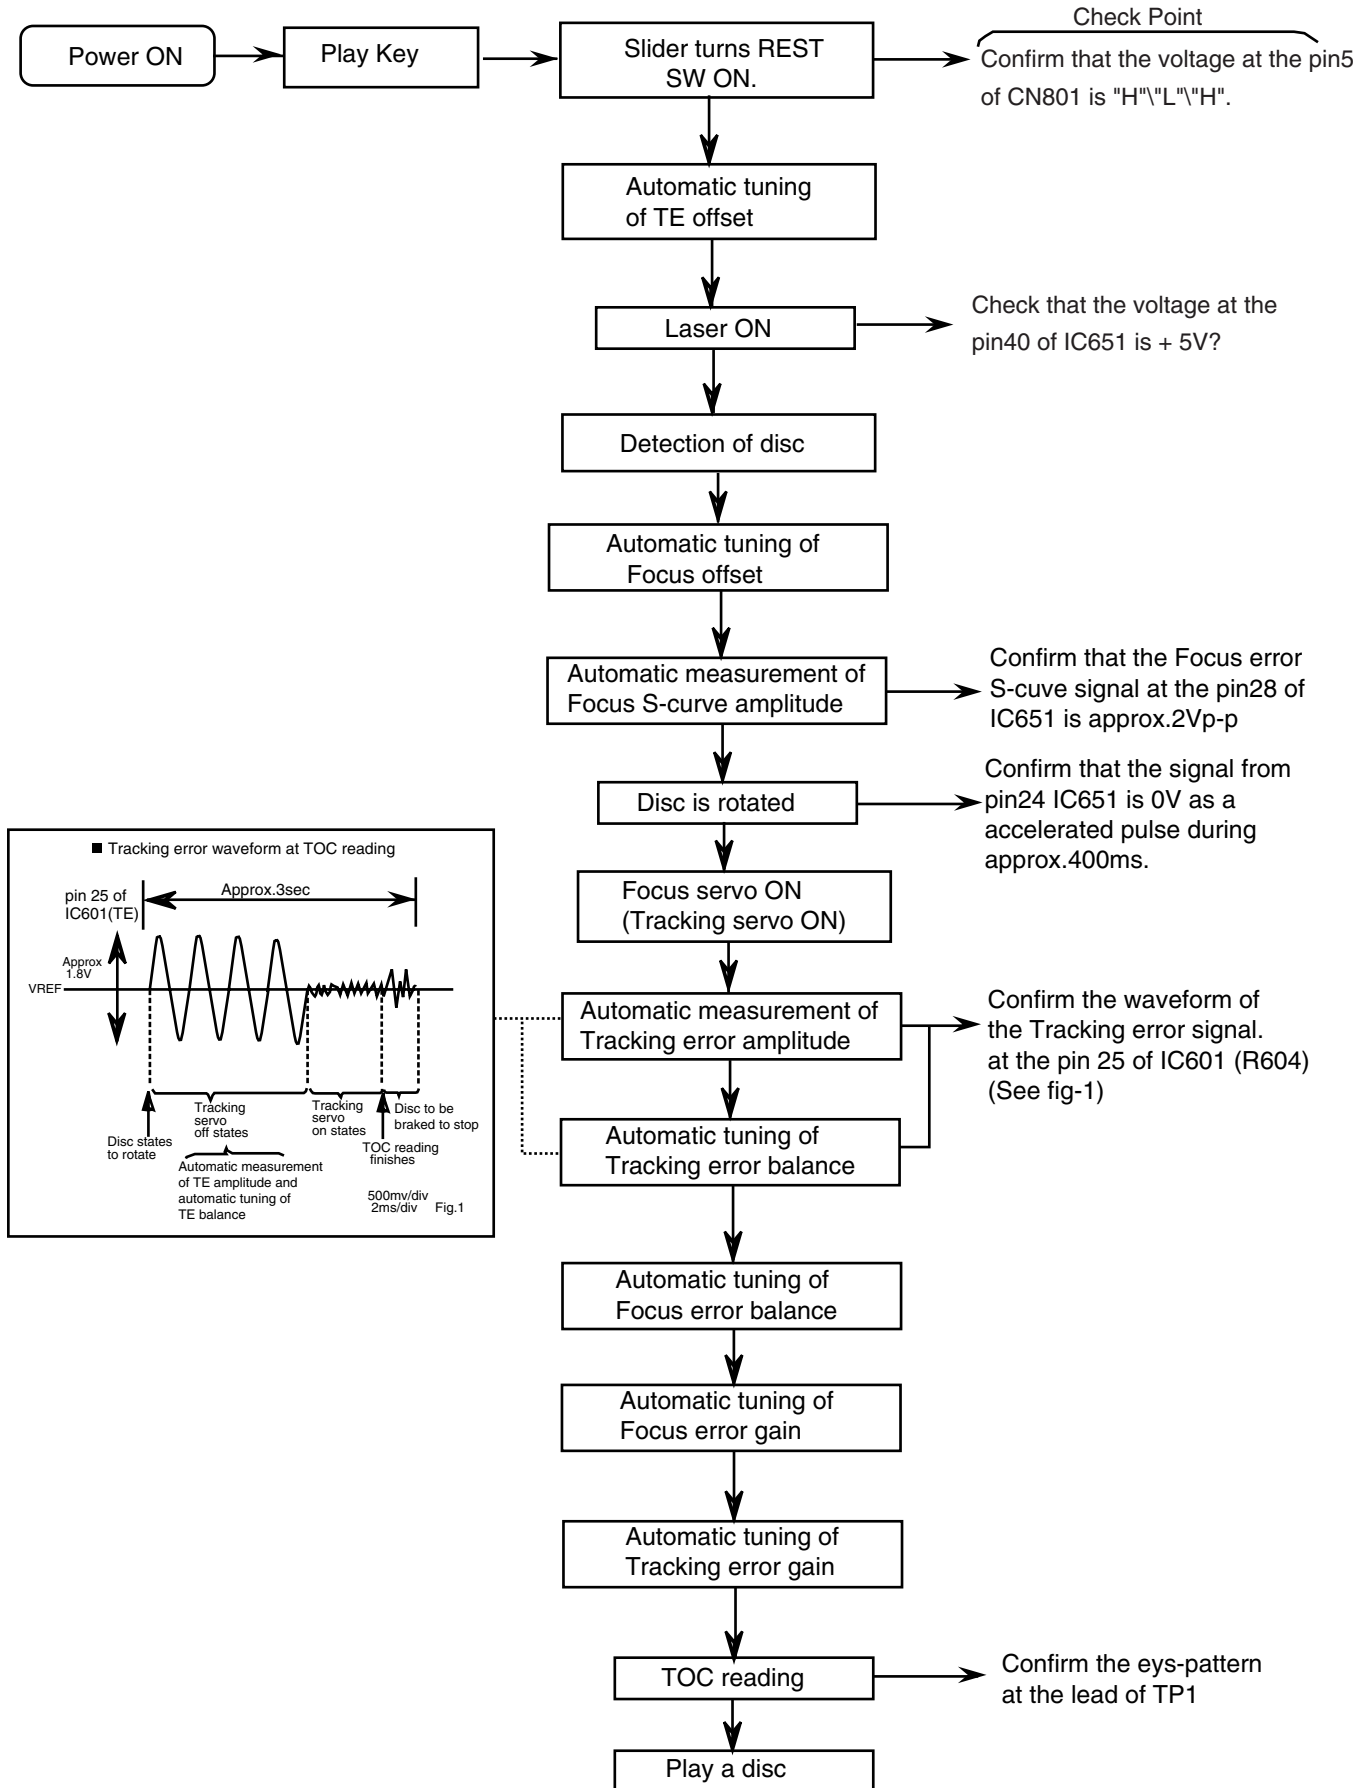 Check Point
Power ON
Play Key
Slider turns REST
SW ON.
Confirm that the voltage at the pin5
of CN801 is "H"\"L"\"H".
Automatic tuning
of TE offset
Laser ON
Check that the voltage at the
pin40 of IC651 is + 5V?
Detection of disc
Automatic tuning of
Focus offset
Automatic measurement of
Focus S-curve amplitude
Confirm that the Focus error
S-cuve signal at the pin28 of
IC651 is approx.2Vp-p
Disc is rotated
Confirm that the signal from
pin24 IC651 is 0V as a
accelerated pulse during
approx.400ms.
Focus servo ON
(Tracking servo ON)
■ Tracking error waveform at TOC reading
pin 25 of
IC601(TE)
Approx.3sec
Approx
1.8V
VREF
Disc states
to rotate
Tracking
servo
off states
Tracking
servo
on states
Disc to be
braked to stop
TOC reading
finishes
Automatic measurement
of TE amplitude and
automatic tuning of
TE balance
500mv/div
2ms/div
Fig.1
Automatic measurement of
Tracking error amplitude
Confirm the waveform of
the Tracking error signal.
at the pin 25 of IC601 (R604)
(See fig-1)
Automatic tuning of
Tracking error balance
Automatic tuning of
Focus error balance
Automatic tuning of
Focus error gain
Automatic tuning of
Tracking error gain
TOC reading
Confirm the eys-pattern
at the lead of TP1
Play a disc